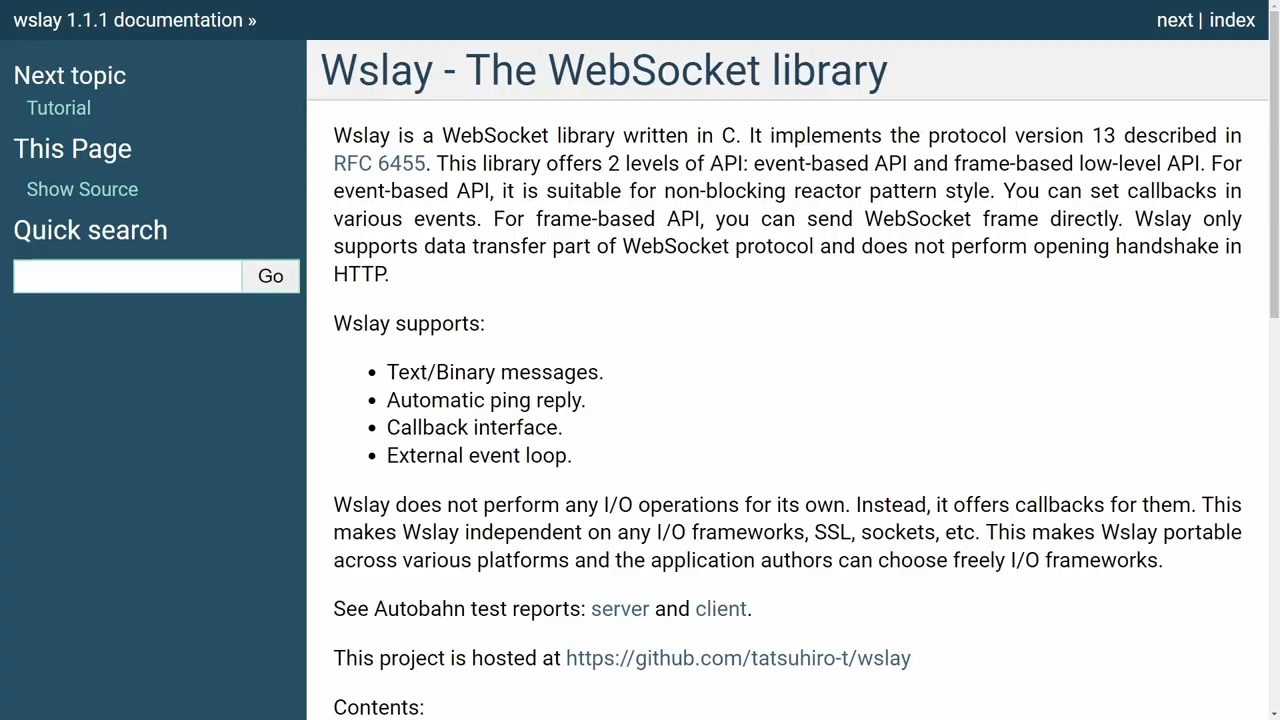 wslay 1.1.1 documentation »
next | index
Next topic
Tutorial
This Page
Show Source
Quick search
Go
Wslay - The WebSocket library
Wslay is a WebSocket library written in C. It implements the protocol version 13 described in
RFC 6455. This library offers 2 levels of API: event-based API and frame-based low-level API. For
event-based API, it is suitable for non-blocking reactor pattern style. You can set callbacks in
various events. For frame-based API, you can send WebSocket frame directly. Wslay only
supports data transfer part of WebSocket protocol and does not perform opening handshake in
HTTP.
Wslay supports:
• Text/Binary messages.
• Automatic ping reply.
• Callback interface.
• External event loop.
Wslay does not perform any I/O operations for its own. Instead, it offers callbacks for them. This
makes Wslay independent on any I/O frameworks, SSL, sockets, etc. This makes Wslay portable
across various platforms and the application authors can choose freely I/O frameworks.
See Autobahn test reports: server and client.
This project is hosted at https://github.com/tatsuhiro-t/wslay
Contents: